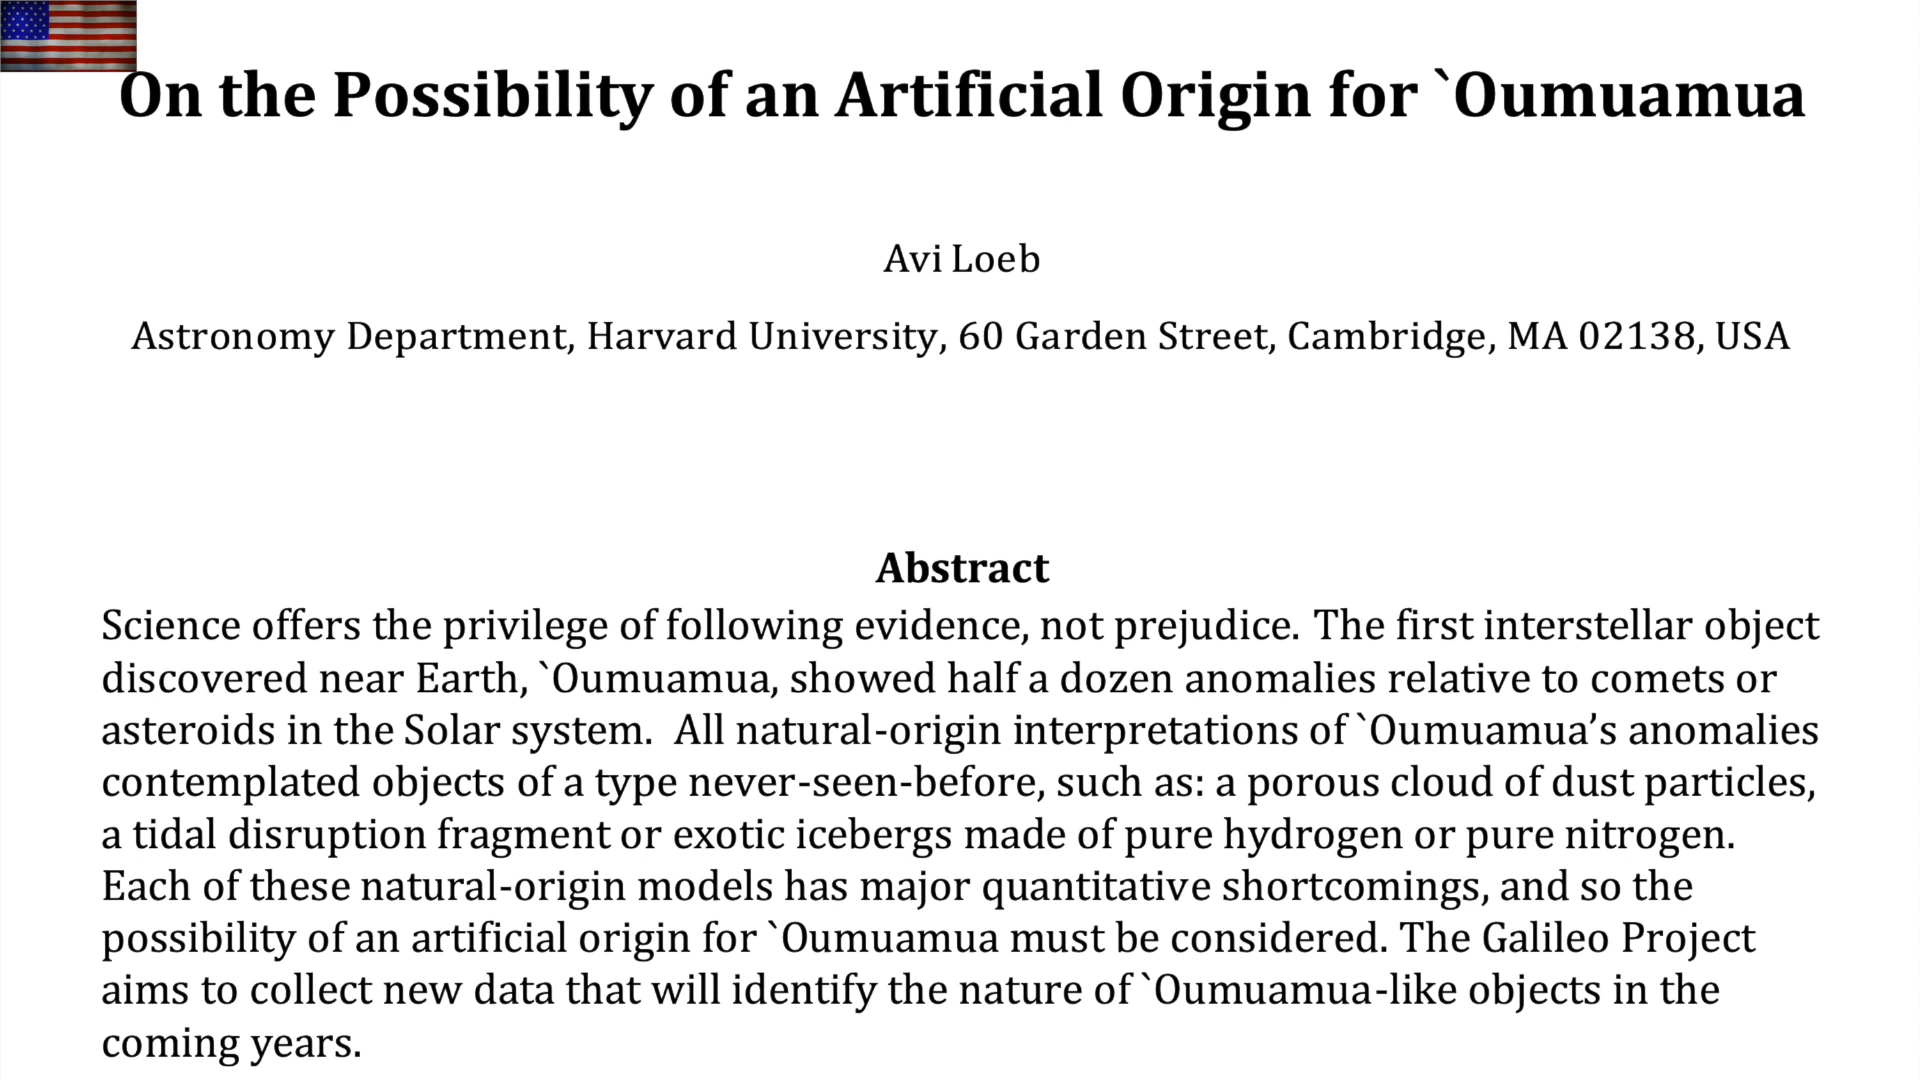 On the Possibility of an Artificial Origin for `Oumuamua
Avi Loeb
Astronomy Department, Harvard University, 60 Garden Street, Cambridge, MA 02138, USA
Abstract
Science offers the privilege of following evidence, not prejudice. The first interstellar object
discovered near Earth, `Oumuamua, showed half a dozen anomalies relative to comets or
asteroids in the Solar system.  All natural-origin interpretations of `Oumuamua’s anomalies
contemplated objects of a type never-seen-before, such as: a porous cloud of dust particles,
a tidal disruption fragment or exotic icebergs made of pure hydrogen or pure nitrogen.
Each of these natural-origin models has major quantitative shortcomings, and so the
possibility of an artificial origin for `Oumuamua must be considered. The Galileo Project
aims to collect new data that will identify the nature of `Oumuamua-like objects in the
coming years.